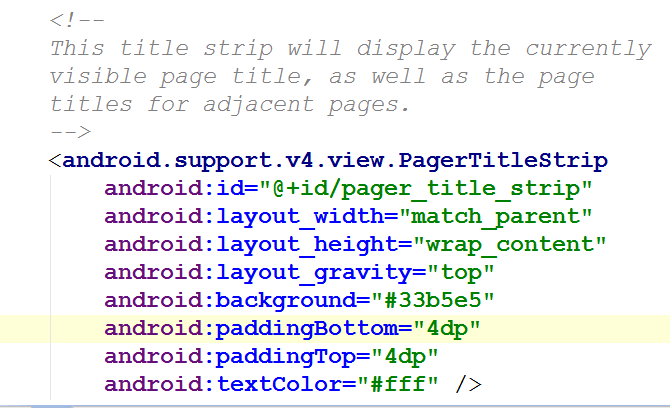 <!--
This title strip will display the currently
visible page title, as well as the page
titles for adjacent pages.
-->
<android.support.v4.view.PagerTitleStrip
android:id="@+id/pager_title_strip"
android:layout_width="match_parent"
android:layout_height="wrap_content"
android:layout_gravity="top"
android:background="#33b5e5"
android:paddingBottom="4dp"
android:paddingTop="4dp"
android:textColor="#fff" />